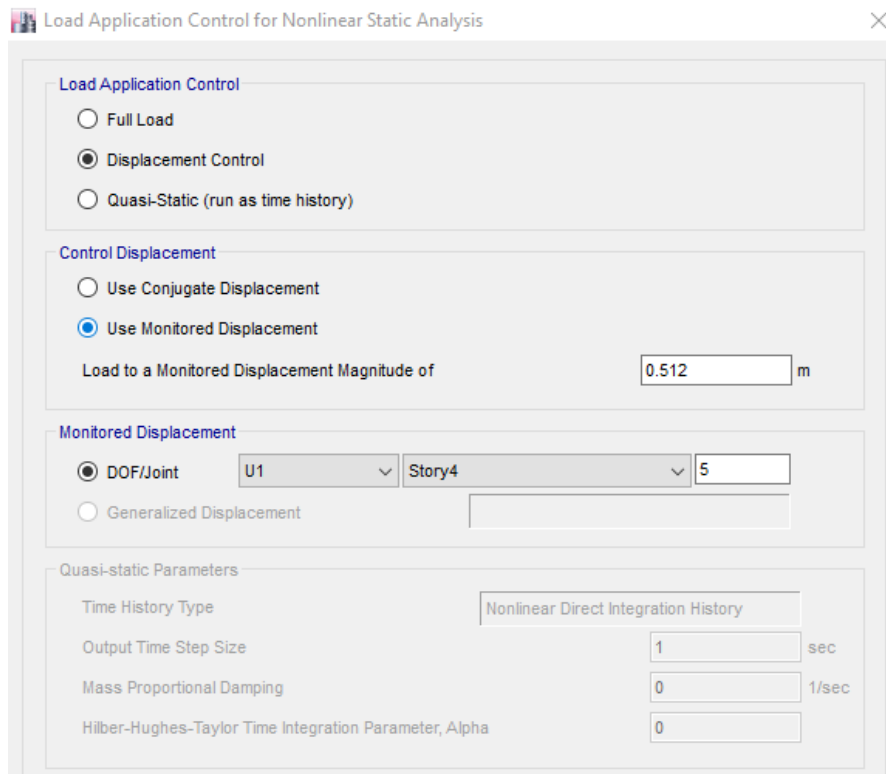 Load Application Control for Nonlinear Static Analysis
Load Application Control
Full Load
Displacement Control
Quasi-Static (run as time history)
Control Displacement
Use Conjugate Displacement
Use Monitored Displacement
Load to a Monitored Displacement Magnitude of 0.512 m
Monitored Displacement
DOF/Joint U1 Story4 5
Generalized Displacement
Quasi-static Parameters
Time History Type Nonlinear Direct Integration History
Output Time Step Size 1 sec
Mass Proportional Damping 0 1/sec
Hilber-Hughes-Taylor Time Integration Parameter, Alpha 0